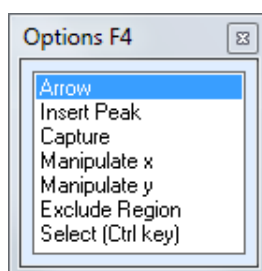 Options F4
Arrow
Insert Peak
Capture
Manipulate x
Manipulate y
Exclude Region
Select (Ctrl key)